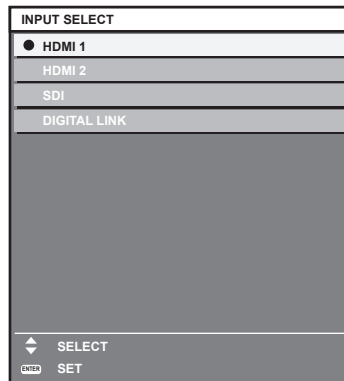 INPUT SELECT
HDMI 1
HDMI 2
SDI
DIGITAL LINK
SELECT
ENTER SET